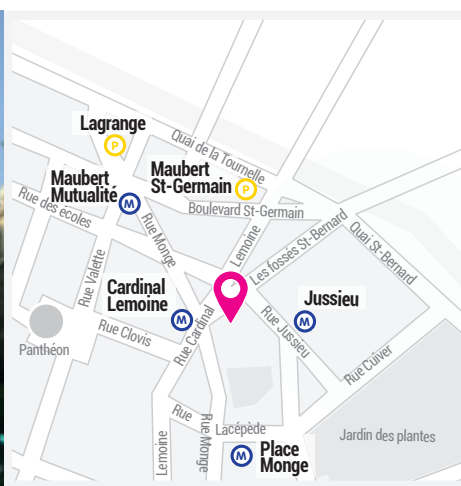 Lagrange
P
Quai de la Tournelle
Maubert
St-Germain
P
Maubert
Mutualité
M
Boulevard St-Germain
Rue des écoles
Rue Monge
Lemoine
Les fossés St-Bernard
Quai St-Bernard
Rue Valette
Cardinal
Lemoine
M
Jussieu
M
Rue Jussieu
Rue Cardinal
Rue Clovis
Panthéon
Rue Cuiver
Rue
Lacépède
Rue Monge
Lemoine
M
Place
Monge
Jardin des plantes